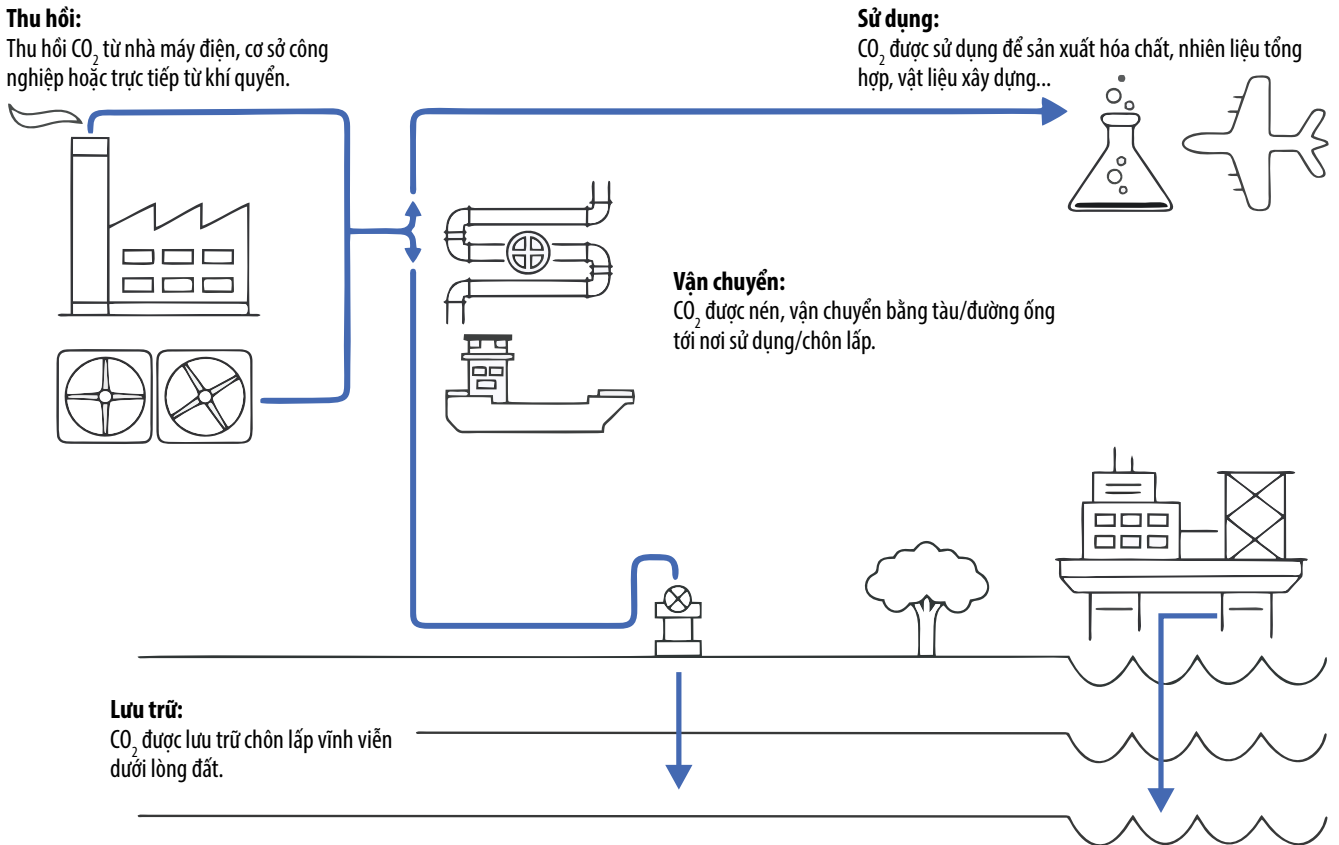 Thu hồi:
Thu hồi CO₂ từ nhà máy điện, cơ sở công
nghiệp hoặc trực tiếp từ khí quyển.
Sử dụng:
CO₂ được sử dụng để sản xuất hóa chất, nhiên liệu tổng
hợp, vật liệu xây dựng...
Vận chuyển:
CO₂ được nén, vận chuyển bằng tàu/đường ống
tới nơi sử dụng/chôn lấp.
Lưu trữ:
CO₂ được lưu trữ chôn lấp vĩnh viễn
dưới lòng đất.